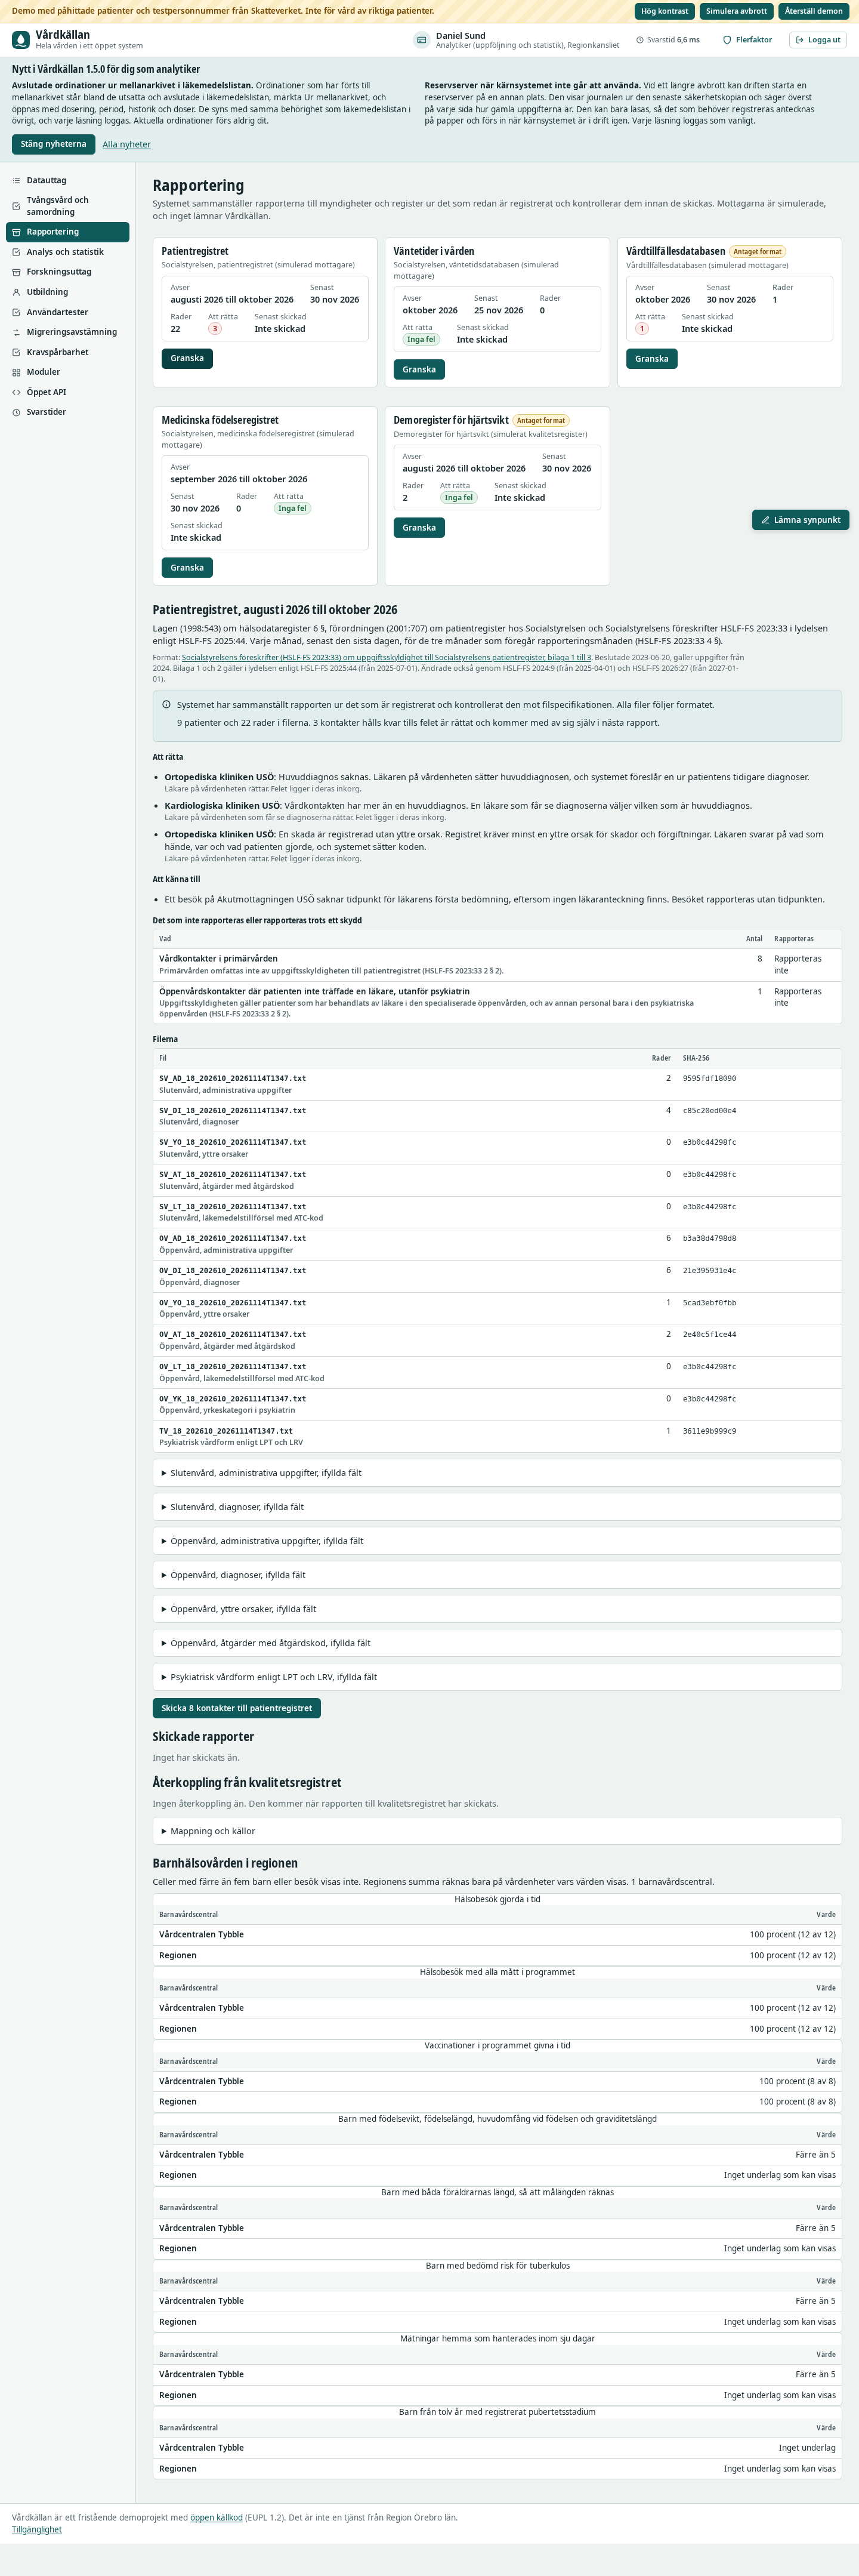 Demo med påhittade patienter och testpersonnummer från Skatteverket. Inte för vård av riktiga patienter.
Hög kontrast
Simulera avbrott
Återställ demon
Vårdkällan
Hela vården i ett öppet system
Daniel Sund
Analytiker (uppföljning och statistik), Regionkansliet
Svarstid 6,6 ms
Flerfaktor
Logga ut
Nytt i Vårdkällan 1.5.0 för dig som analytiker
Avslutade ordinationer ur mellanarkivet i läkemedelslistan. Ordinationer som har förts till
mellanarkivet står bland de utsatta och avslutade i läkemedelslistan, märkta Ur mellanarkivet, och
öppnas med dosering, period, historik och doser. De syns med samma behörighet som läkemedelslistan i
övrigt, och varje läsning loggas. Aktuella ordinationer förs aldrig dit.
Reservserver när kärnsystemet inte går att använda. Vid ett längre avbrott kan driften starta en
reservserver på en annan plats. Den visar journalen ur den senaste säkerhetskopian och säger överst
på varje sida hur gamla uppgifterna är. Den kan bara läsas, så det som behöver registreras antecknas
på papper och förs in när kärnsystemet är i drift igen. Varje läsning loggas som vanligt.
Stäng nyheterna
Alla nyheter
Datauttag
Tvångsvård och
samordning
Rapportering
Analys och statistik
Forskningsuttag
Utbildning
Användartester
Migreringsavstämning
Kravspårbarhet
Moduler
Öppet API
Svarstider
Rapportering
Systemet sammanställer rapporterna till myndigheter och register ur det som redan är registrerat och kontrollerar dem innan de skickas. Mottagarna är simulerade,
och inget lämnar Vårdkällan.
Patientregistret
Socialstyrelsen, patientregistret (simulerad mottagare)
Avser
augusti 2026 till oktober 2026
Senast
30 nov 2026
Rader
22
Att rätta
3
Senast skickad
Inte skickad
Granska
Väntetider i vården
Socialstyrelsen, väntetidsdatabasen (simulerad
mottagare)
Avser
oktober 2026
Senast
25 nov 2026
Rader
0
Att rätta
Inga fel
Senast skickad
Inte skickad
Granska
Vårdtillfällesdatabasen
Antaget format
Vårdtillfällesdatabasen (simulerad mottagare)
Avser
oktober 2026
Senast
30 nov 2026
Rader
1
Att rätta
1
Senast skickad
Inte skickad
Granska
Medicinska födelseregistret
Socialstyrelsen, medicinska födelseregistret (simulerad
mottagare)
Avser
september 2026 till oktober 2026
Senast
30 nov 2026
Rader
0
Att rätta
Inga fel
Senast skickad
Inte skickad
Granska
Demoregister för hjärtsvikt
Antaget format
Demoregister för hjärtsvikt (simulerat kvalitetsregister)
Avser
augusti 2026 till oktober 2026
Senast
30 nov 2026
Rader
2
Att rätta
Inga fel
Senast skickad
Inte skickad
Granska
Lämna synpunkt
Patientregistret, augusti 2026 till oktober 2026
Lagen (1998:543) om hälsodataregister 6 §, förordningen (2001:707) om patientregister hos Socialstyrelsen och Socialstyrelsens föreskrifter HSLF-FS 2023:33 i lydelsen
enligt HSLF-FS 2025:44. Varje månad, senast den sista dagen, för de tre månader som föregår rapporteringsmånaden (HSLF-FS 2023:33 4 §).
Format: Socialstyrelsens föreskrifter (HSLF-FS 2023:33) om uppgiftsskyldighet till Socialstyrelsens patientregister, bilaga 1 till 3. Beslutade 2023-06-20, gäller uppgifter från
2024. Bilaga 1 och 2 gäller i lydelsen enligt HSLF-FS 2025:44 (från 2025-07-01). Ändrade också genom HSLF-FS 2024:9 (från 2025-04-01) och HSLF-FS 2026:27 (från 2027-01-
01).
Systemet har sammanställt rapporten ur det som är registrerat och kontrollerat den mot filspecifikationen. Alla filer följer formatet.
9 patienter och 22 rader i filerna. 3 kontakter hålls kvar tills felet är rättat och kommer med av sig själv i nästa rapport.
Att rätta
Ortopediska kliniken USÖ: Huvuddiagnos saknas. Läkaren på vårdenheten sätter huvuddiagnosen, och systemet föreslår en ur patientens tidigare diagnoser.
Läkare på vårdenheten rättar. Felet ligger i deras inkorg.
Kardiologiska kliniken USÖ: Vårdkontakten har mer än en huvuddiagnos. En läkare som får se diagnoserna väljer vilken som är huvuddiagnos.
Läkare på vårdenheten som får se diagnoserna rättar. Felet ligger i deras inkorg.
Ortopediska kliniken USÖ: En skada är registrerad utan yttre orsak. Registret kräver minst en yttre orsak för skador och förgiftningar. Läkaren svarar på vad som
hände, var och vad patienten gjorde, och systemet sätter koden.
Läkare på vårdenheten rättar. Felet ligger i deras inkorg.
Att känna till
Ett besök på Akutmottagningen USÖ saknar tidpunkt för läkarens första bedömning, eftersom ingen läkaranteckning finns. Besöket rapporteras utan tidpunkten.
Det som inte rapporteras eller rapporteras trots ett skydd
Vad Antal Rapporteras
Vårdkontakter i primärvården 8 Rapporteras
inte
Primärvården omfattas inte av uppgiftsskyldigheten till patientregistret (HSLF-FS 2023:33 2 § 2).
Öppenvårdskontakter där patienten inte träffade en läkare, utanför psykiatrin 1 Rapporteras
inte
Uppgiftsskyldigheten gäller patienter som har behandlats av läkare i den specialiserade öppenvården, och av annan personal bara i den psykiatriska
öppenvården (HSLF-FS 2023:33 2 § 2).
Filerna
Fil Rader SHA-256
SV_AD_18_202610_20261114T1347.txt 2 9595fdf18090
Slutenvård, administrativa uppgifter
SV_DI_18_202610_20261114T1347.txt 4 c85c20ed00e4
Slutenvård, diagnoser
SV_YO_18_202610_20261114T1347.txt 0 e3b0c44298fc
Slutenvård, yttre orsaker
SV_AT_18_202610_20261114T1347.txt 0 e3b0c44298fc
Slutenvård, åtgärder med åtgärdskod
SV_LT_18_202610_20261114T1347.txt 0 e3b0c44298fc
Slutenvård, läkemedelstillförsel med ATC-kod
OV_AD_18_202610_20261114T1347.txt 6 b3a38d4798d8
Öppenvård, administrativa uppgifter
OV_DI_18_202610_20261114T1347.txt 6 21e395931e4c
Öppenvård, diagnoser
OV_YO_18_202610_20261114T1347.txt 1 5cad3ebf0fbb
Öppenvård, yttre orsaker
OV_AT_18_202610_20261114T1347.txt 2 2e40c5f1ce44
Öppenvård, åtgärder med åtgärdskod
OV_LT_18_202610_20261114T1347.txt 0 e3b0c44298fc
Öppenvård, läkemedelstillförsel med ATC-kod
OV_YK_18_202610_20261114T1347.txt 0 e3b0c44298fc
Öppenvård, yrkeskategori i psykiatrin
TV_18_202610_20261114T1347.txt 1 3611e9b999c9
Psykiatrisk vårdform enligt LPT och LRV
Slutenvård, administrativa uppgifter, ifyllda fält
Slutenvård, diagnoser, ifyllda fält
Öppenvård, administrativa uppgifter, ifyllda fält
Öppenvård, diagnoser, ifyllda fält
Öppenvård, yttre orsaker, ifyllda fält
Öppenvård, åtgärder med åtgärdskod, ifyllda fält
Psykiatrisk vårdform enligt LPT och LRV, ifyllda fält
Skicka 8 kontakter till patientregistret
Skickade rapporter
Inget har skickats än.
Återkoppling från kvalitetsregistret
Ingen återkoppling än. Den kommer när rapporten till kvalitetsregistret har skickats.
Mappning och källor
Barnhälsovården i regionen
Celler med färre än fem barn eller besök visas inte. Regionens summa räknas bara på vårdenheter vars värden visas. 1 barnavårdscentral.
Hälsobesök gjorda i tid
Barnavårdscentral Värde
Vårdcentralen Tybble 100 procent (12 av 12)
Regionen 100 procent (12 av 12)
Hälsobesök med alla mått i programmet
Barnavårdscentral Värde
Vårdcentralen Tybble 100 procent (12 av 12)
Regionen 100 procent (12 av 12)
Vaccinationer i programmet givna i tid
Barnavårdscentral Värde
Vårdcentralen Tybble 100 procent (8 av 8)
Regionen 100 procent (8 av 8)
Barn med födelsevikt, födelselängd, huvudomfång vid födelsen och graviditetslängd
Barnavårdscentral Värde
Vårdcentralen Tybble Färre än 5
Regionen Inget underlag som kan visas
Barn med båda föräldrarnas längd, så att målängden räknas
Barnavårdscentral Värde
Vårdcentralen Tybble Färre än 5
Regionen Inget underlag som kan visas
Barn med bedömd risk för tuberkulos
Barnavårdscentral Värde
Vårdcentralen Tybble Färre än 5
Regionen Inget underlag som kan visas
Mätningar hemma som hanterades inom sju dagar
Barnavårdscentral Värde
Vårdcentralen Tybble Färre än 5
Regionen Inget underlag som kan visas
Barn från tolv år med registrerat pubertetsstadium
Barnavårdscentral Värde
Vårdcentralen Tybble Inget underlag
Regionen Inget underlag som kan visas
Vårdkällan är ett fristående demoprojekt med öppen källkod (EUPL 1.2). Det är inte en tjänst från Region Örebro län.
Tillgänglighet